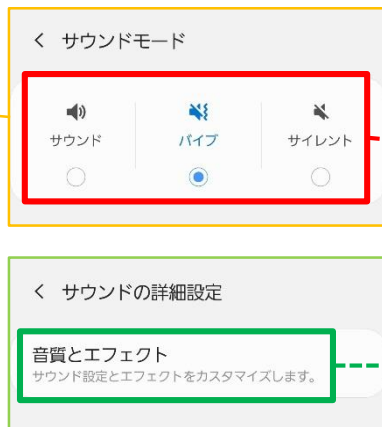 サウンドモード
サウンド バイブ サイレント
サウンドの詳細設定
音質とエフェクト
サウンド設定とエフェクトをカスタマイズします。